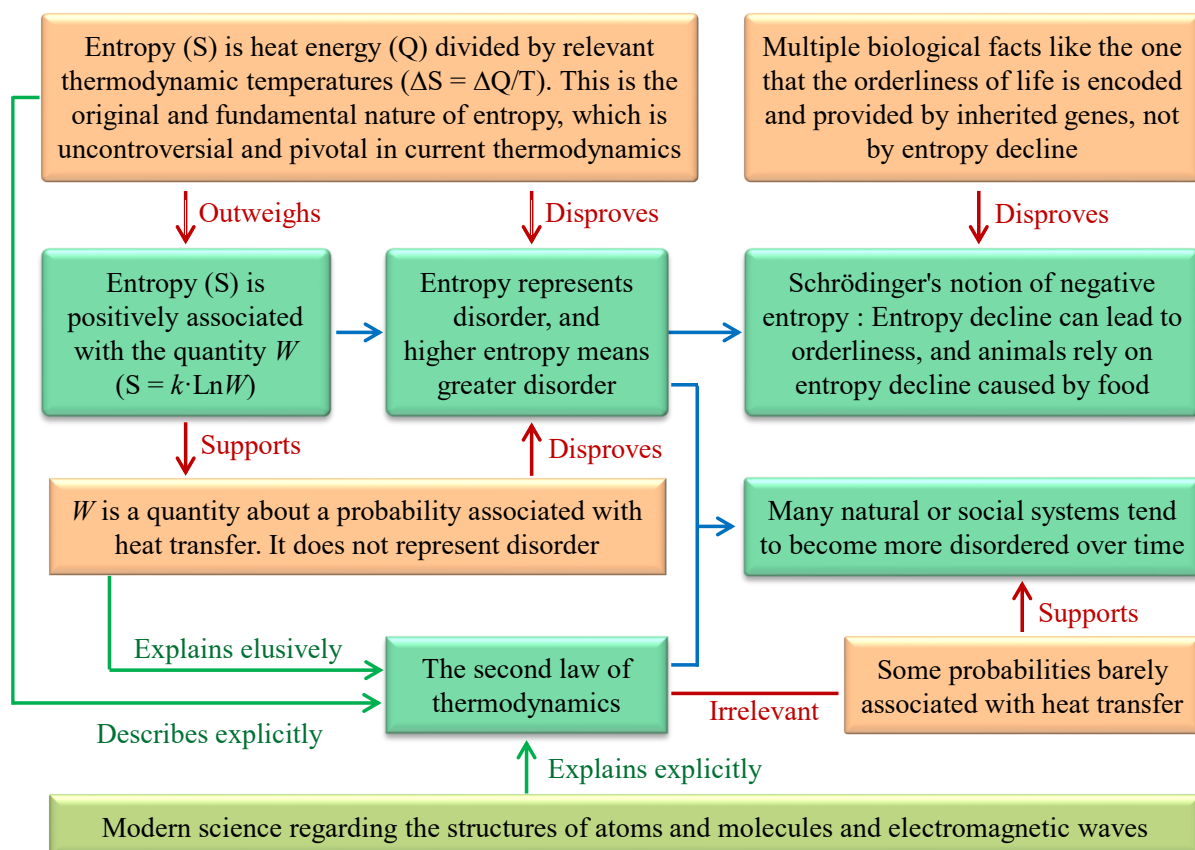 Entropy (S) is heat energy (Q) divided by relevant
thermodynamic temperatures (ΔS = ΔQ/T). This is the
original and fundamental nature of entropy, which is
uncontroversial and pivotal in current thermodynamics
Multiple biological facts like the one
that the orderliness of life is encoded
and provided by inherited genes, not
by entropy decline
Outweighs
Disproves
Disproves
Entropy (S) is
positively associated
with the quantity W
(S = k·LnW)
Entropy represents
disorder, and
higher entropy means
greater disorder
Schrödinger's notion of negative
entropy : Entropy decline can lead to
orderliness, and animals rely on
entropy decline caused by food
Supports
Disproves
W is a quantity about a probability associated with
heat transfer. It does not represent disorder
Many natural or social systems tend
to become more disordered over time
Supports
Explains elusively
The second law of
thermodynamics
Irrelevant
Some probabilities barely
associated with heat transfer
Describes explicitly
Explains explicitly
Modern science regarding the structures of atoms and molecules and electromagnetic waves